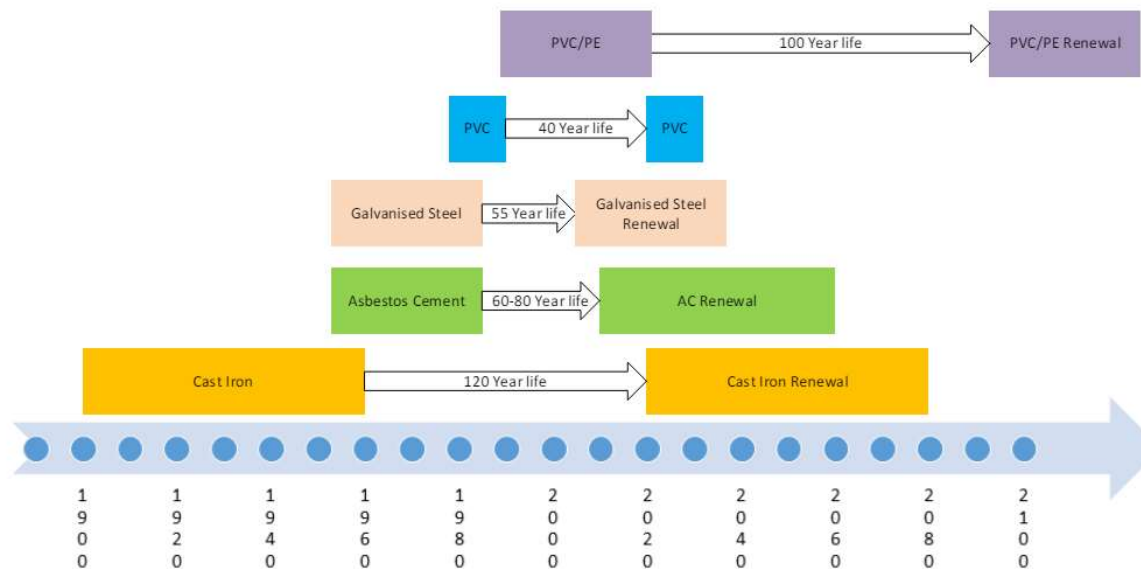 PVC/PE
100 Year life
PVC/PE Renewal
PVC
40 Year life
PVC
Galvanised Steel
55 Year life
Galvanised Steel
Renewal
Asbestos Cement
60-80 Year life
AC Renewal
Cast Iron
120 Year life
Cast Iron Renewal
1900
1920
1940
1960
1980
2000
2020
2040
2060
2080
2100